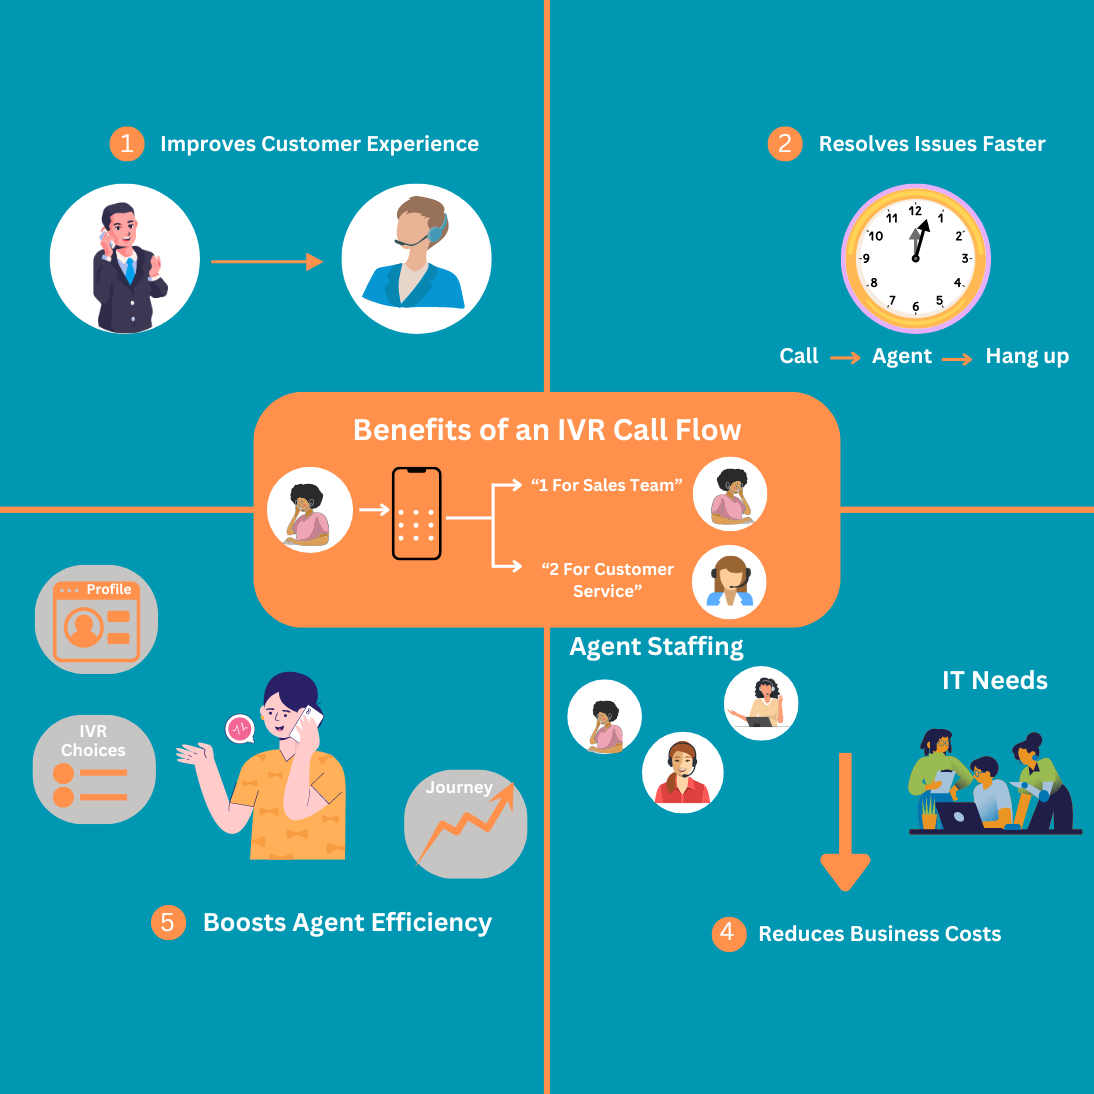 1 Improves Customer Experience
2 Resolves Issues Faster
11 12 1
10 2
9 3
8 4
7 6 5
Call Agent Hang up
Benefits of an IVR Call Flow
“1 For Sales Team”
“2 For Customer
Service”
Profile
IVR
Choices
Journey
5 Boosts Agent Efficiency
Agent Staffing
IT Needs
4 Reduces Business Costs